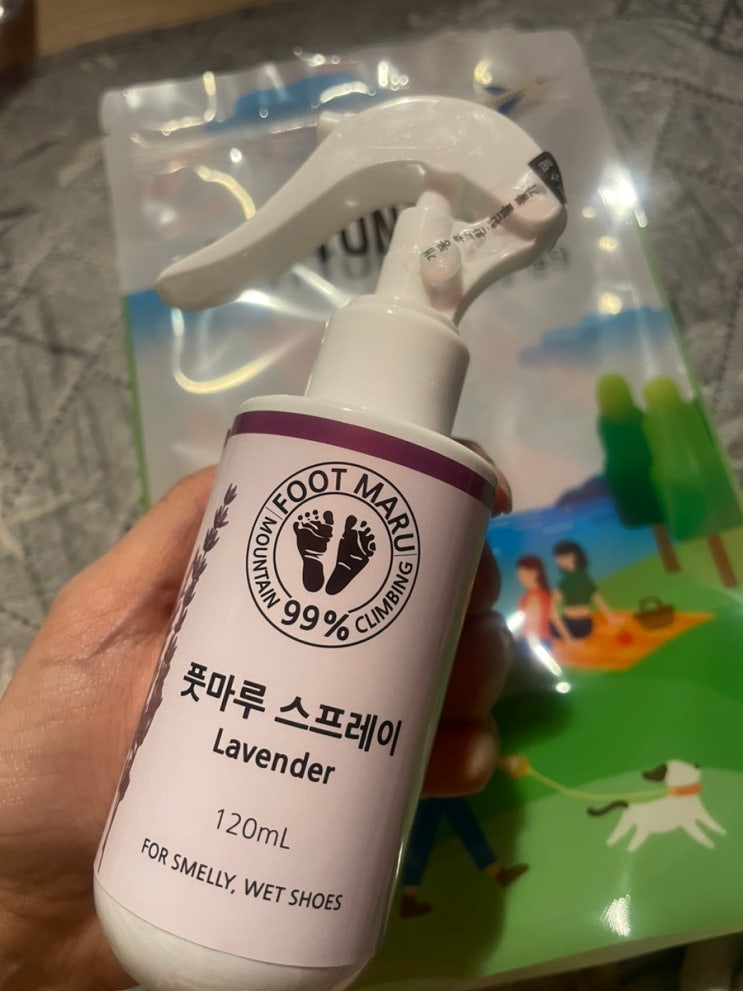 FOOT MARU
MOUNTAIN
CLIMBING
99%
풋마루 스프레이
Lavender
120mL
FOR SMELLY, WET SHOES